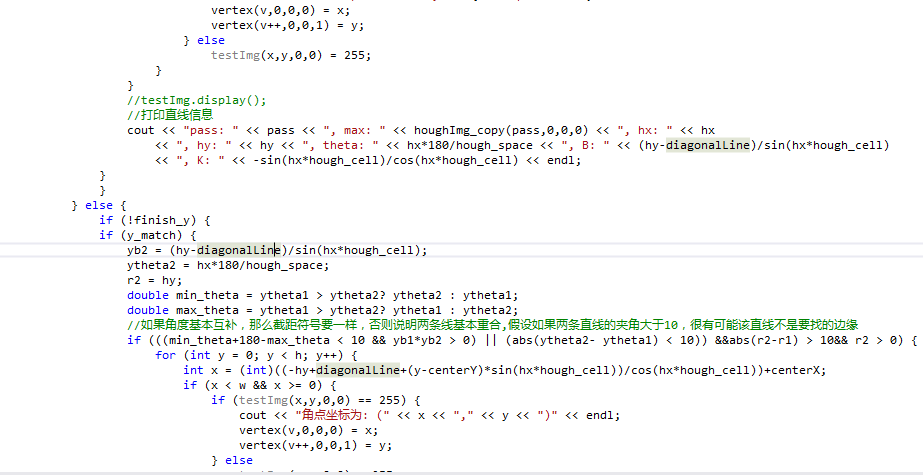 vertex(v,0,0,0) = x;
vertex(v++,0,0,1) = y;
} else
testImg(x,y,0,0) = 255;
}
}
//testImg.display();
//打印直线信息
cout << "pass: " << pass << ", max: " << houghImg_copy(pass,0,0,0) << ", hx: " << hx
<< ", hy: " << hy << ", theta: " << hx*180/hough_space << ", B: " << (hy-diagonalLine)/sin(hx*hough_cell)
<< ", K: " << -sin(hx*hough_cell)/cos(hx*hough_cell) << endl;
}
}
} else {
if (!finish_y) {
if (y_match) {
yb2 = (hy-diagonalLine)/sin(hx*hough_cell);
ytheta2 = hx*180/hough_space;
r2 = hy;
double min_theta = ytheta1 > ytheta2? ytheta2 : ytheta1;
double max_theta = ytheta1 > ytheta2? ytheta1 : ytheta2;
//如果角度基本互补，那么截距符号要一样，否则说明两条线基本重合,假设如果两条直线的夹角大于10，很有可能该直线不是要找的边缘
if (((min_theta+180-max_theta < 10 && yb1*yb2 > 0) || (abs(ytheta2- ytheta1) < 10)) &&abs(r2-r1) > 10&& r2 > 0) {
for (int y = 0; y < h; y++) {
int x = (int)((-hy+diagonalLine+(y-centerY)*sin(hx*hough_cell))/cos(hx*hough_cell))+centerX;
if (x < w && x >= 0) {
if (testImg(x,y,0,0) == 255) {
cout << "角点坐标为: (" << x << "," << y << ")" << endl;
vertex(v,0,0,0) = x;
vertex(v++,0,0,1) = y;
} else